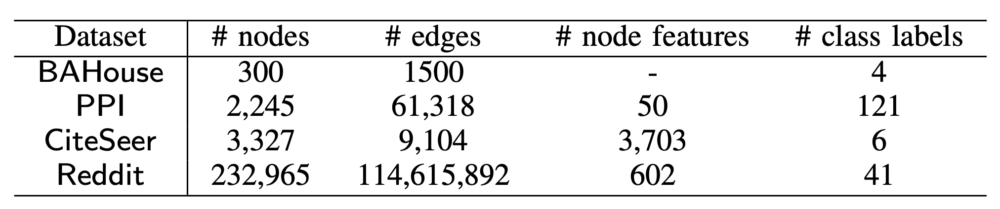 Dataset # nodes # edges # node features # class labels
BAHouse 300 1500 - 4
PPI 2,245 61,318 50 121
CiteSeer 3,327 9,104 3,703 6
Reddit 232,965 114,615,892 602 41